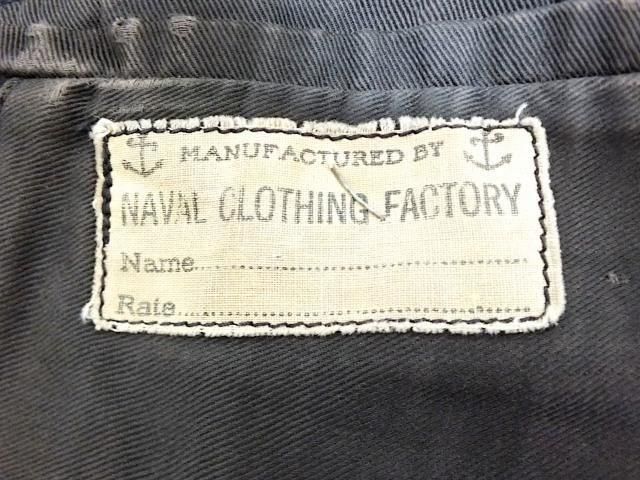 MANUFACTURED BY
NAVAL CLOTHING FACTORY
Name........................................
Rate........................................